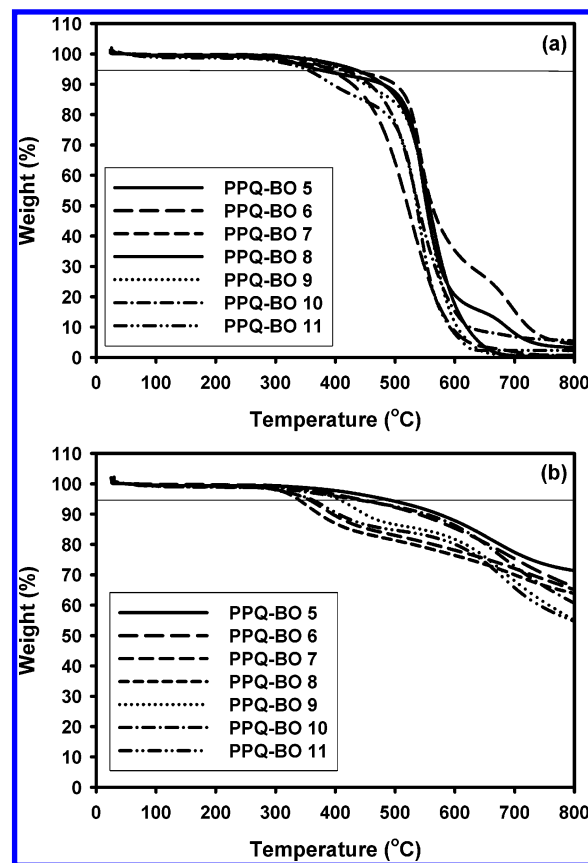 (a)
Weight (%)
110
100
90
80
70
60
50
40
30
20
10
0
PPQ-BO 5
PPQ-BO 6
PPQ-BO 7
PPQ-BO 8
PPQ-BO 9
PPQ-BO 10
PPQ-BO 11
0 100 200 300 400 500 600 700 800
Temperature (°C)
(b)
Weight (%)
110
100
90
80
70
60
50
40
30
20
10
0
PPQ-BO 5
PPQ-BO 6
PPQ-BO 7
PPQ-BO 8
PPQ-BO 9
PPQ-BO 10
PPQ-BO 11
0 100 200 300 400 500 600 700 800
Temperature (°C)